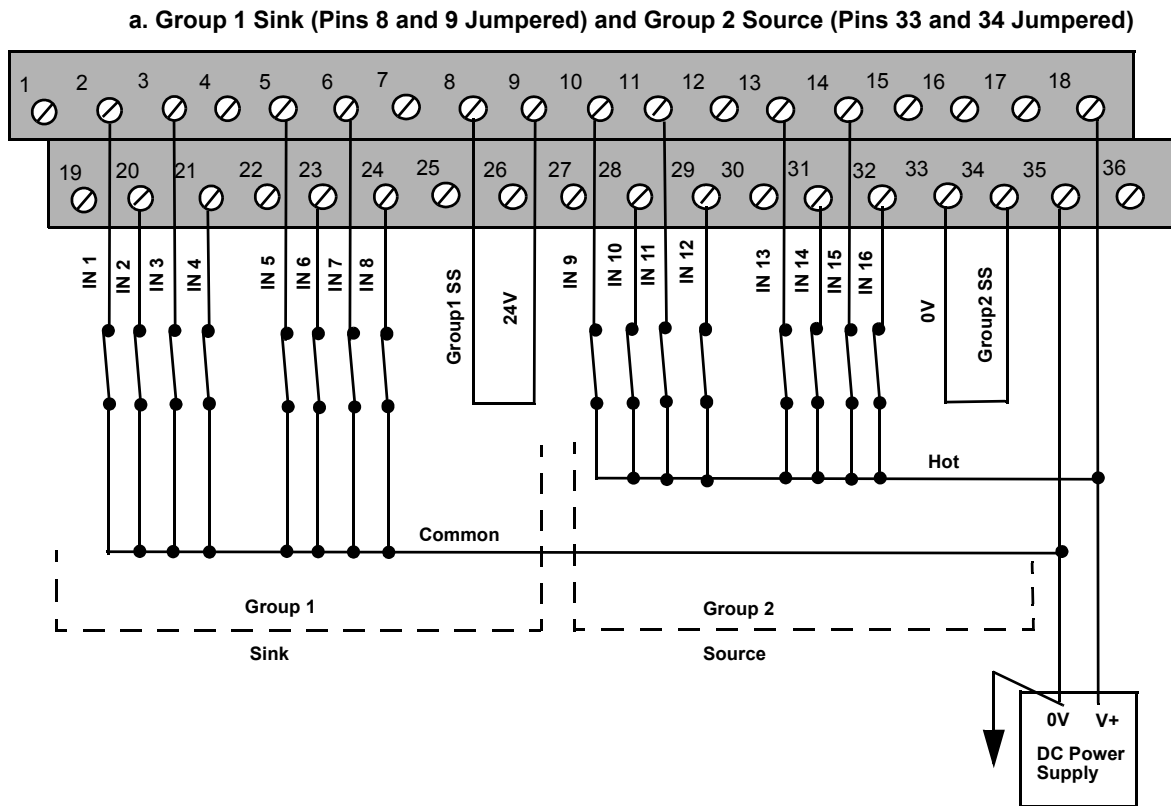 a. Group 1 Sink (Pins 8 and 9 Jumpered) and Group 2 Source (Pins 33 and 34 Jumpered)
1 2 3 4 5 6 7 8 9 10 11 12 13 14 15 16 17 18
19 20 21 22 23 24 25 26 27 28 29 30 31 32 33 34 35 36
IN 1
IN 2
IN 3
IN 4
IN 5
IN 6
IN 7
IN 8
Group1 SS
24V
IN 9
IN 10
IN 11
IN 12
IN 13
IN 14
IN 15
IN 16
0V
Group2 SS
Hot
Common
Group 1
Group 2
Sink
Source
0V V+
DC Power
Supply